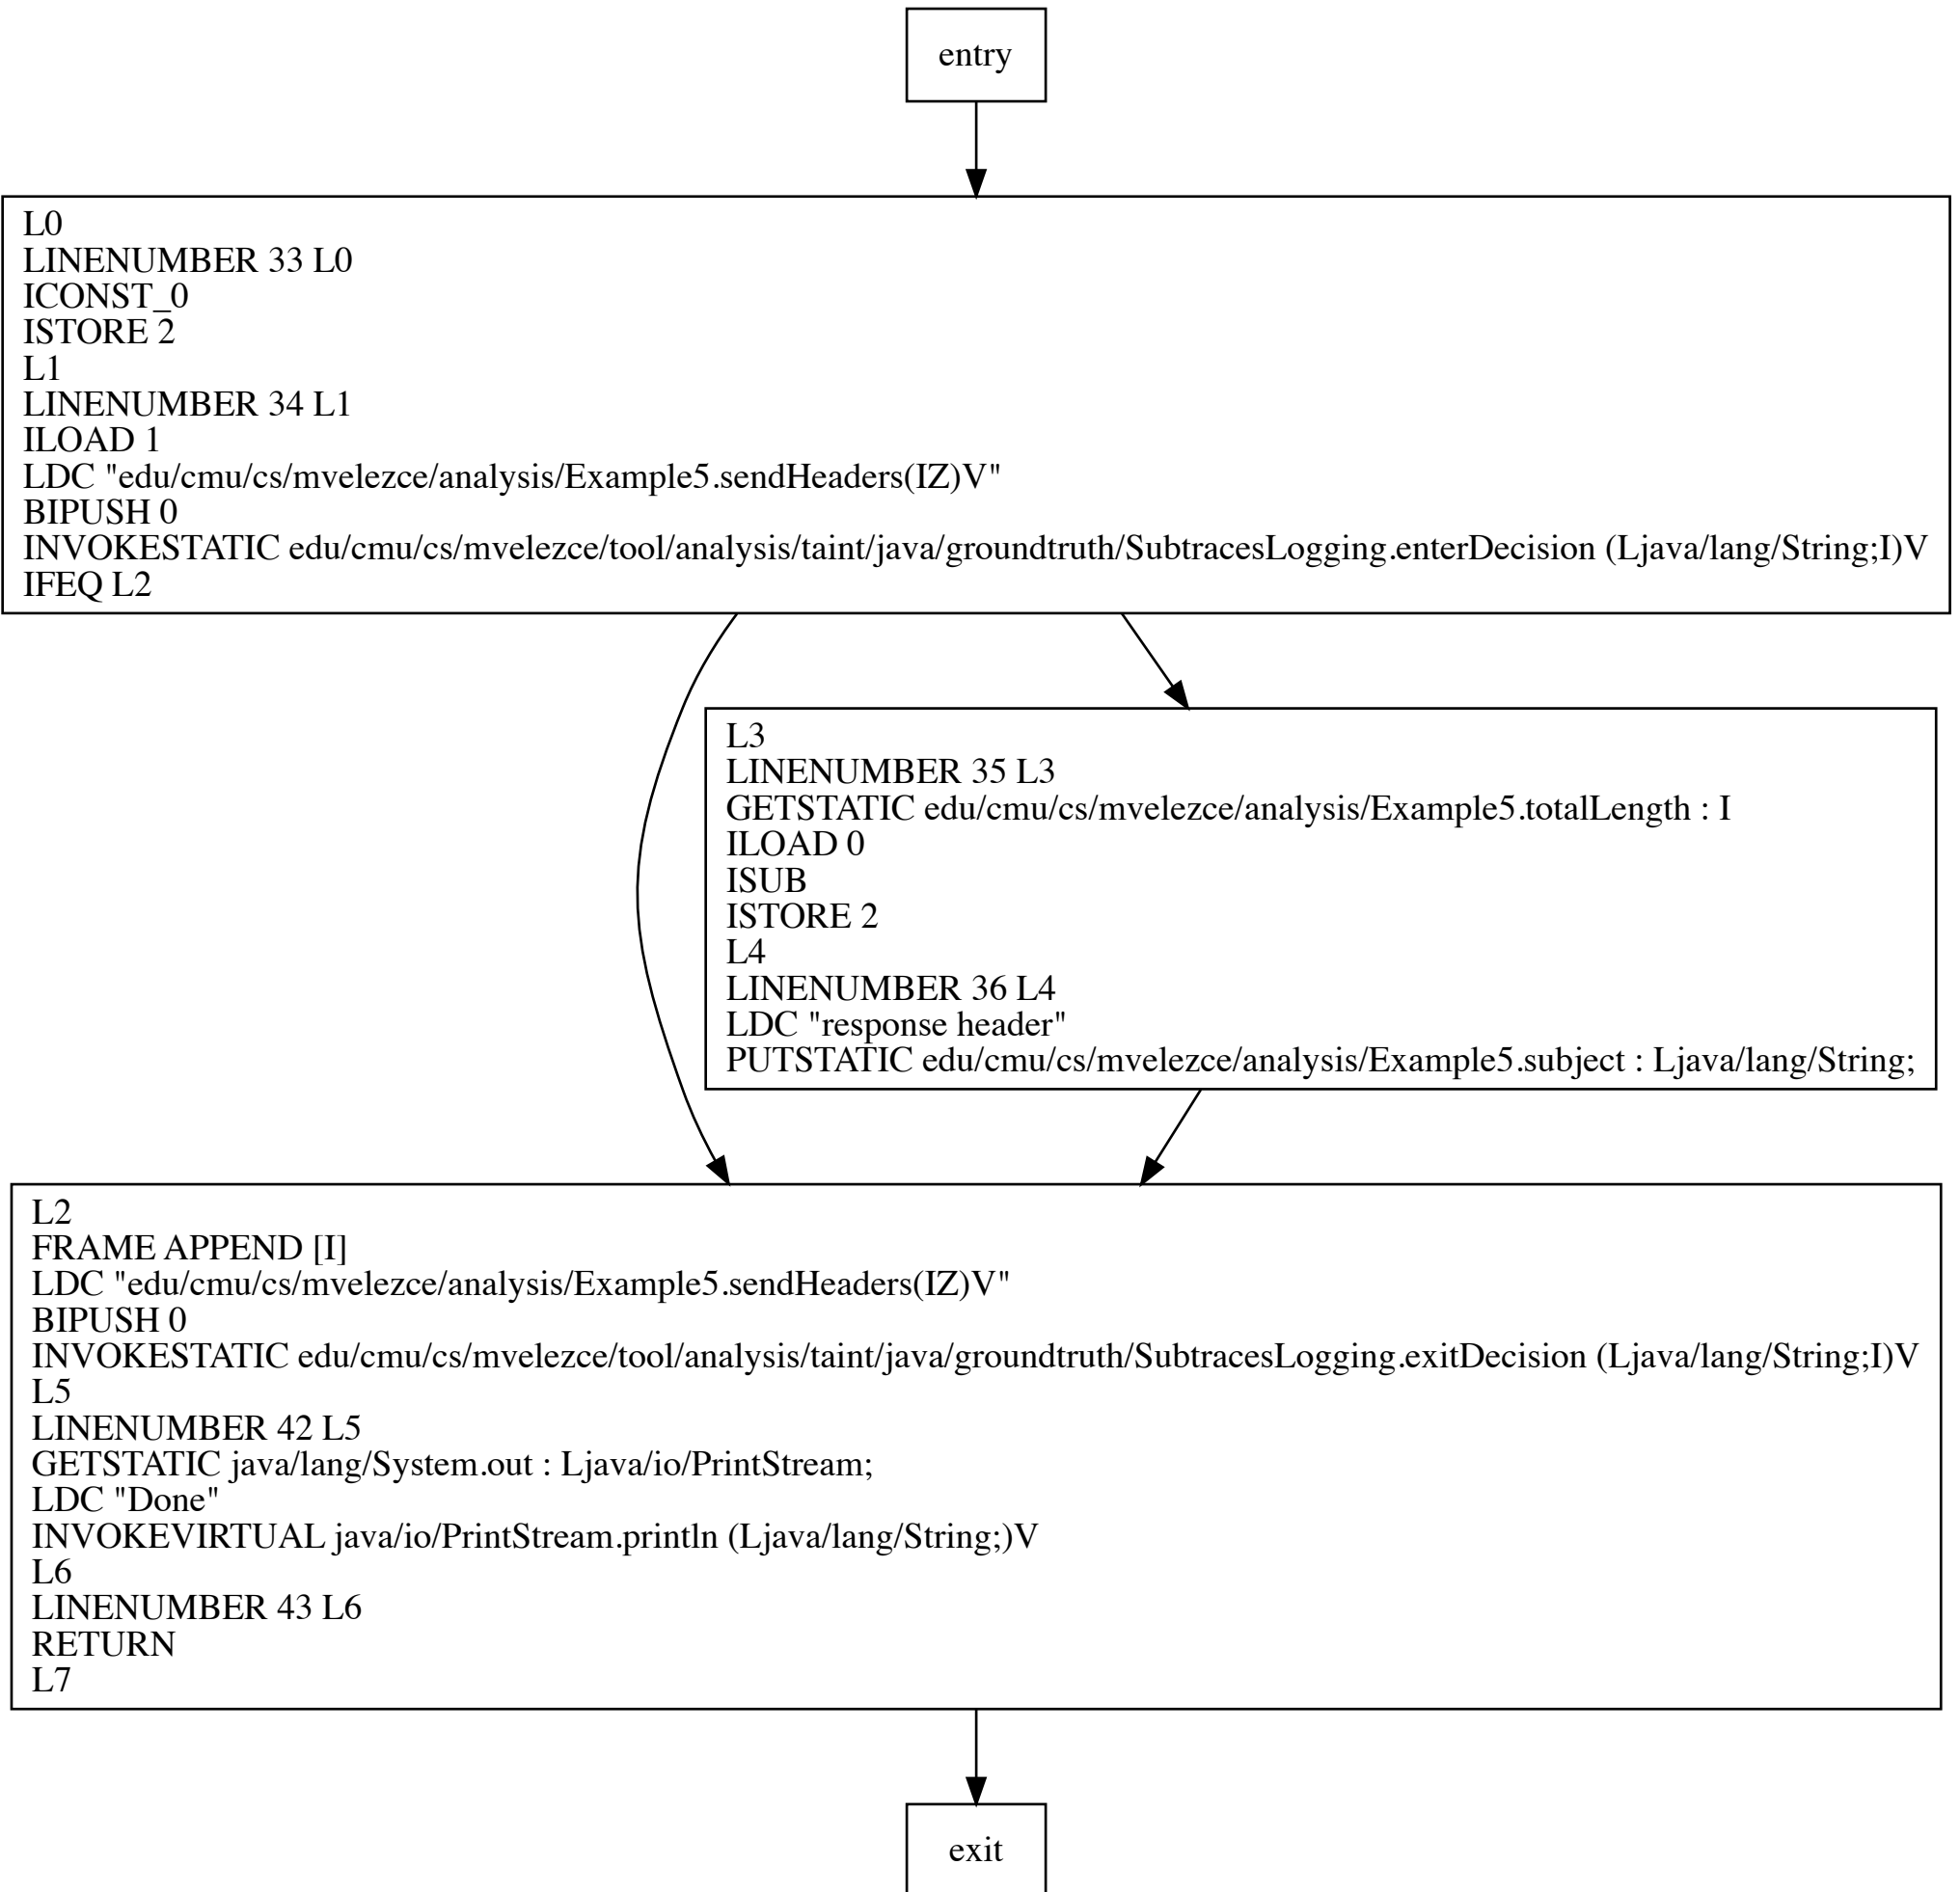 entry
L0
LINENUMBER 33 L0
ICONST_0
ISTORE 2
L1
LINENUMBER 34 L1
ILOAD 1
LDC "edu/cmu/cs/mvelezce/analysis/Example5.sendHeaders(IZ)V"
BIPUSH 0
INVOKESTATIC edu/cmu/cs/mvelezce/tool/analysis/taint/java/groundtruth/SubtracesLogging.enterDecision (Ljava/lang/String;I)V
IFEQ L2
L3
LINENUMBER 35 L3
GETSTATIC edu/cmu/cs/mvelezce/analysis/Example5.totalLength : I
ILOAD 0
ISUB
ISTORE 2
L4
LINENUMBER 36 L4
LDC "response header"
PUTSTATIC edu/cmu/cs/mvelezce/analysis/Example5.subject : Ljava/lang/String;
L2
FRAME APPEND [I]
LDC "edu/cmu/cs/mvelezce/analysis/Example5.sendHeaders(IZ)V"
BIPUSH 0
INVOKESTATIC edu/cmu/cs/mvelezce/tool/analysis/taint/java/groundtruth/SubtracesLogging.exitDecision (Ljava/lang/String;I)V
L5
LINENUMBER 42 L5
GETSTATIC java/lang/System.out : Ljava/io/PrintStream;
LDC "Done"
INVOKEVIRTUAL java/io/PrintStream.println (Ljava/lang/String;)V
L6
LINENUMBER 43 L6
RETURN
L7
exit